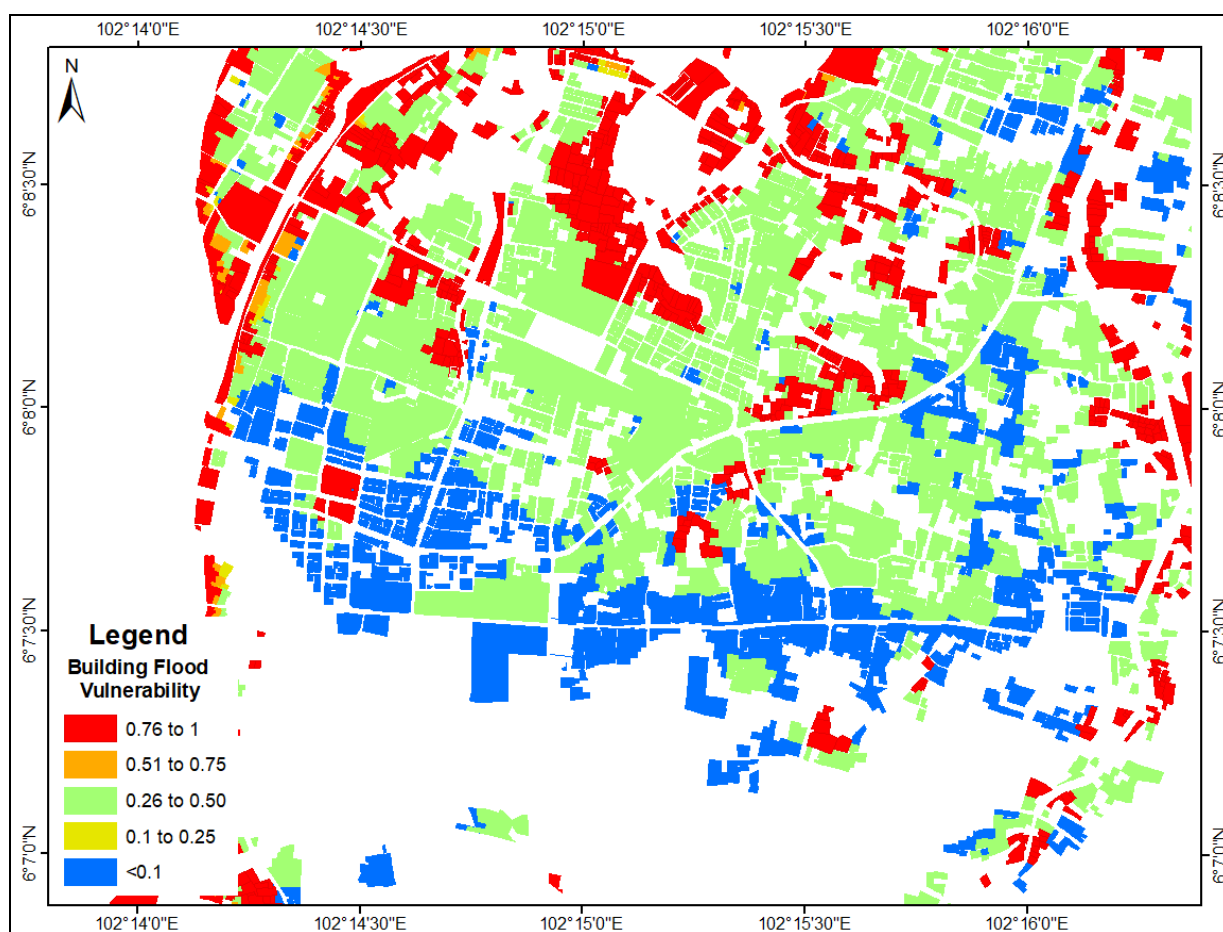 102°14'0"E 102°14'30"E 102°15'0"E 102°15'30"E 102°16'0"E
N
6°8'30"N 6°8'30"N
6°8'0"N 6°8'0"N
6°7'30"N 6°7'30"N
Legend
Building Flood
Vulnerability
0.76 to 1
0.51 to 0.75
0.26 to 0.50
0.1 to 0.25
<0.1
6°7'0"N 6°7'0"N
102°14'0"E 102°14'30"E 102°15'0"E 102°15'30"E 102°16'0"E